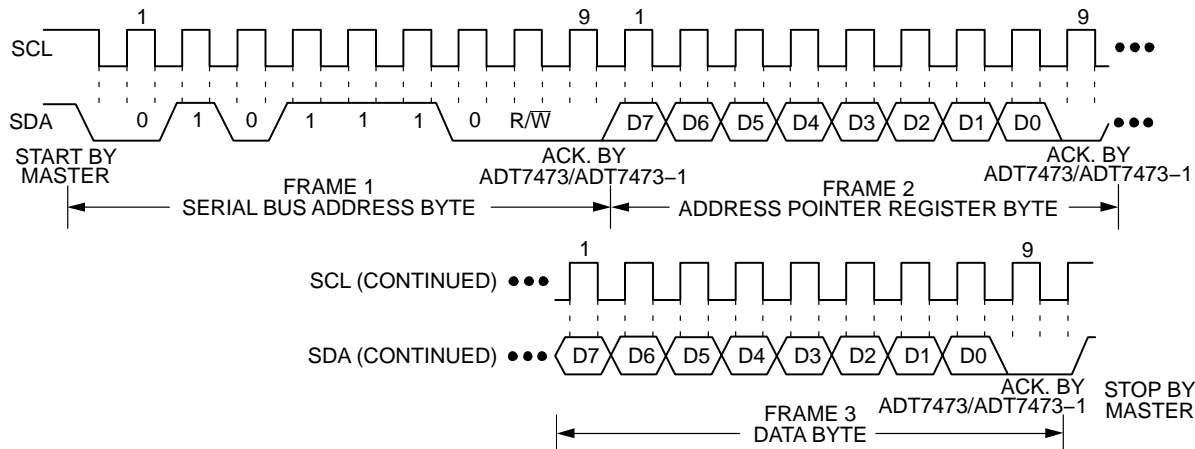 1 9 1 9
SCL
SDA 0 1 0 1 1 1 0 R/W̅ D7 D6 D5 D4 D3 D2 D1 D0
START BY
MASTER
ACK. BY
ADT7473/ADT7473–1
ACK. BY
ADT7473/ADT7473–1
FRAME 1
SERIAL BUS ADDRESS BYTE
FRAME 2
ADDRESS POINTER REGISTER BYTE
1 9
SCL (CONTINUED)
SDA (CONTINUED) D7 D6 D5 D4 D3 D2 D1 D0
ACK. BY
ADT7473/ADT7473–1
STOP BY
MASTER
FRAME 3
DATA BYTE